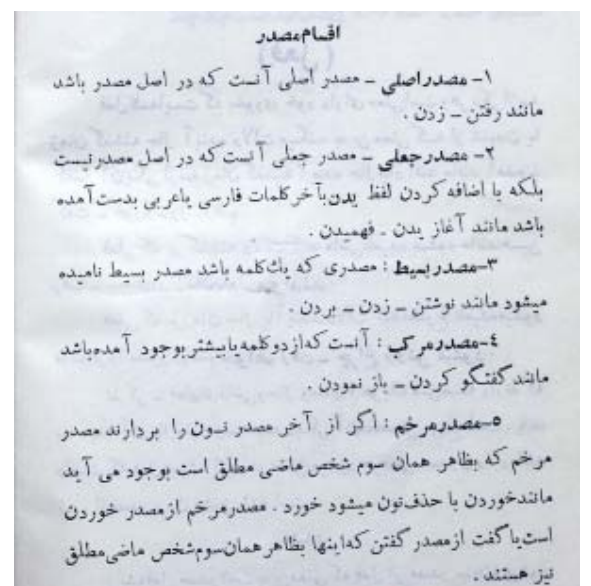 اقسام مصدر
۱- مصدر اصلی ـ مصدر اصلی آنست که در اصل مصدر باشد
مانند رفتن ـ زدن .
۲- مصدر جعلی ـ مصدر جعلی آنست که در اصل مصدر نیست
بلکه با اضافه کردن لفظ یدن بآخر کلمات فارسی یا عربی بدست آمده
باشد مانند آغاز یدن ـ فهمیدن .
۳- مصدر بسیط : مصدری که یك کلمه باشد مصدر بسیط نامیده
میشود مانند نوشتن ـ زدن ـ بردن .
٤- مصدر مرکب : آنست که از دو کلمه یا بیشتر بوجود آمده باشد
مانند گفتگو کردن ـ باز نمودن .
۵- مصدر مرخم : اگر از آخر مصدر نون را بردارند مصدر
مرخم که بظاهر همان سوم شخص ماضی مطلق است بوجود می آید
مانند خوردن با حذف نون میشود خورد . مصدر مرخم از مصدر خوردن
است یا گفت از مصدر گفتن که اینها بظاهر همان سوم شخص ماضی مطلق
نیز هستند .